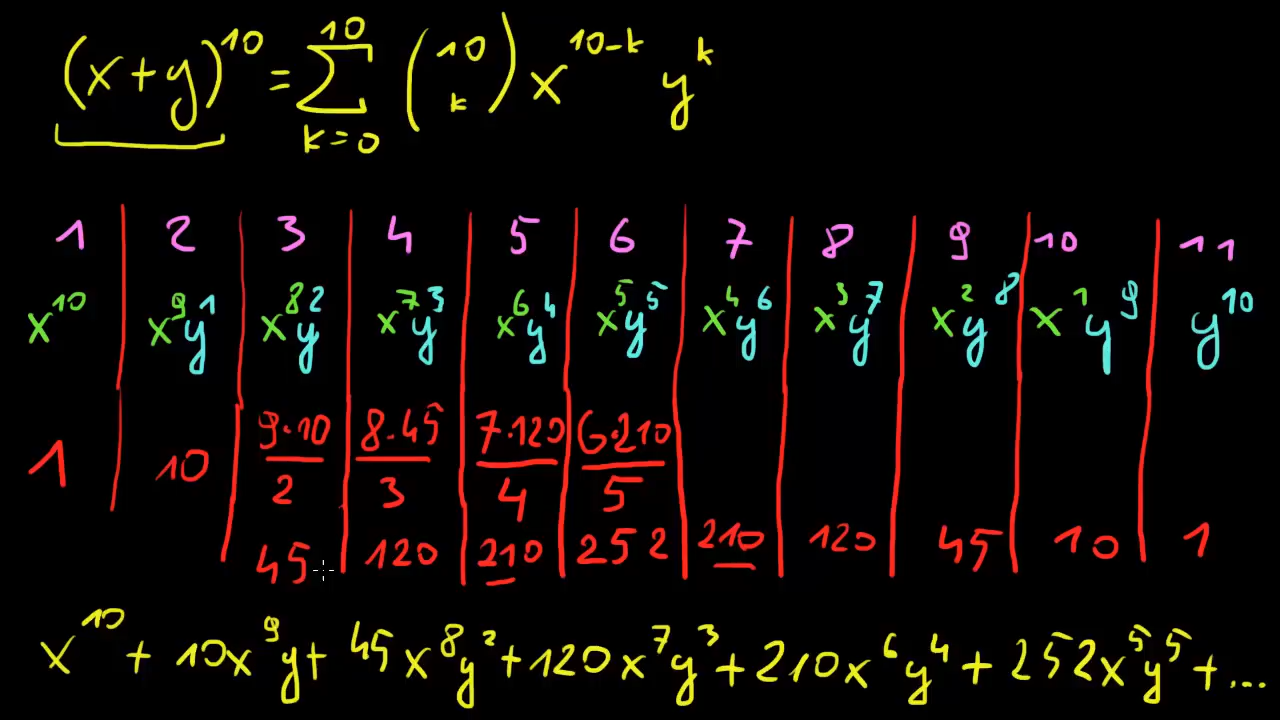 (x+y)^10 = ∑_{k=0}^{10} (10 k) x^{10-k} y^k
1 2 3 4 5 6 7 8 9 10 11
x^10 x^9y^1 x^8y^2 x^7y^3 x^6y^4 x^5y^5 x^4y^6 x^3y^7 x^2y^8 x^1y^9 y^10
1 10 9·10/2 8·45/3 7·120/4 6·210/5
45 120 210 252 210 120 45 10 1
x^10 + 10x^9y + 45x^8y^2 + 120x^7y^3 + 210x^6y^4 + 252x^5y^5 + ...